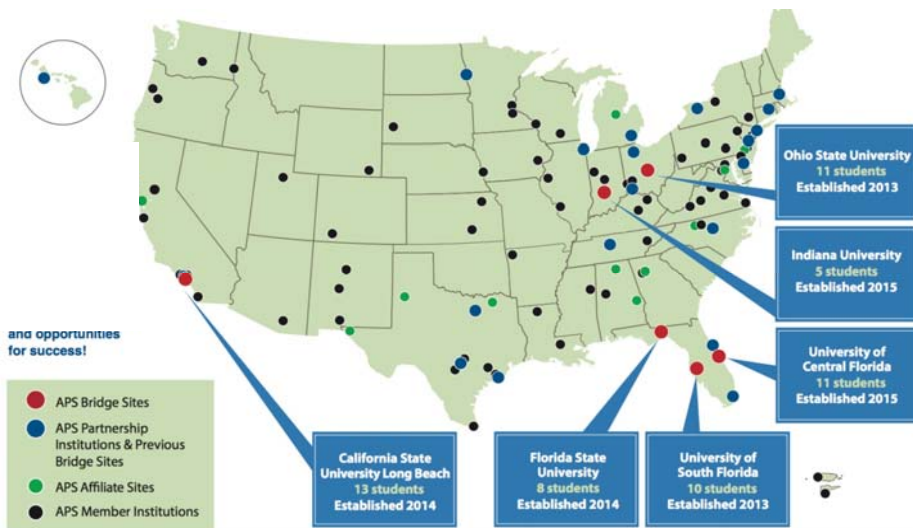 Ohio State University
11 students
Established 2013
Indiana University
5 students
Established 2015
and opportunities
for success!
University of
Central Florida
11 students
Established 2015
APS Bridge Sites
APS Partnership
Institutions & Previous
Bridge Sites
APS Affiliate Sites
APS Member Institutions
California State
University Long Beach
13 students
Established 2014
Florida State
University
8 students
Established 2014
University of
South Florida
10 students
Established 2013